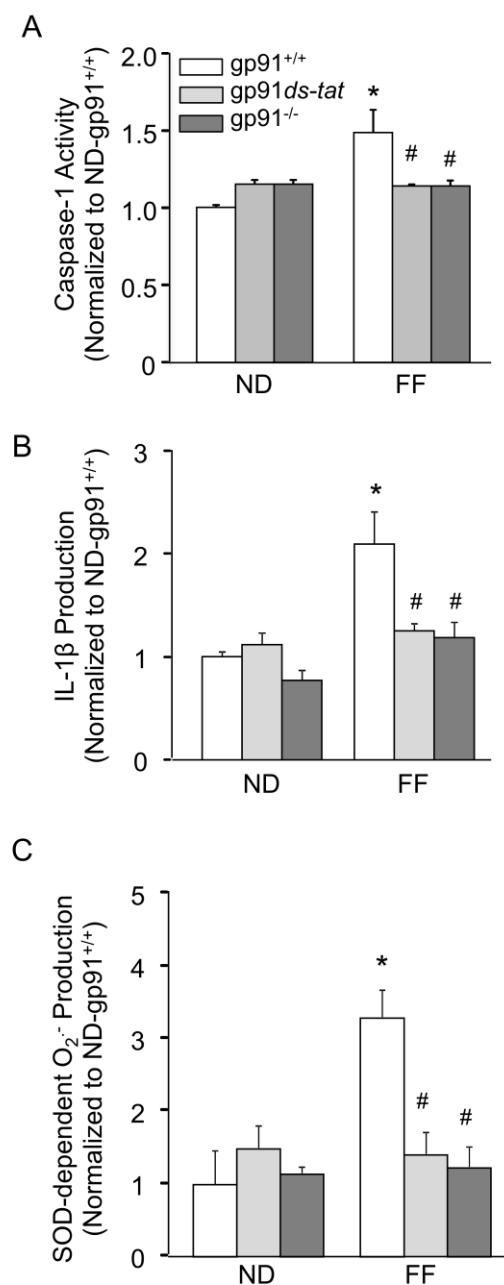 A
Caspase-1 Activity
(Normalized to ND-gp91+/+)
2.0
1.5
1.0
0.5
0
gp91+/+
gp91ds-tat
gp91-/-
*
# #
ND FF
B
IL-1β Production
(Normalized to ND-gp91+/+)
3
2
1
0
*
# #
ND FF
C
SOD-dependent O2·- Production
(Normalized to ND-gp91+/+)
5
4
3
2
1
0
*
#
#
ND FF